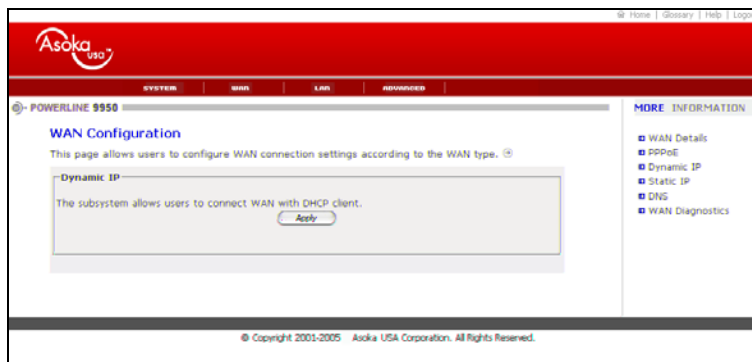 Home | Glossary | Help | Logo
Asoka
USA™
SYSTEM | WAN | LAN | ADVANCED
POWERLINE 9950
WAN Configuration
This page allows users to configure WAN connection settings according to the WAN type.
Dynamic IP
The subsystem allows users to connect WAN with DHCP client.
Apply
MORE INFORMATION
WAN Details
PPPoE
Dynamic IP
Static IP
DNS
WAN Diagnostics
© Copyright 2001-2005 Asoka USA Corporation. All Rights Reserved.